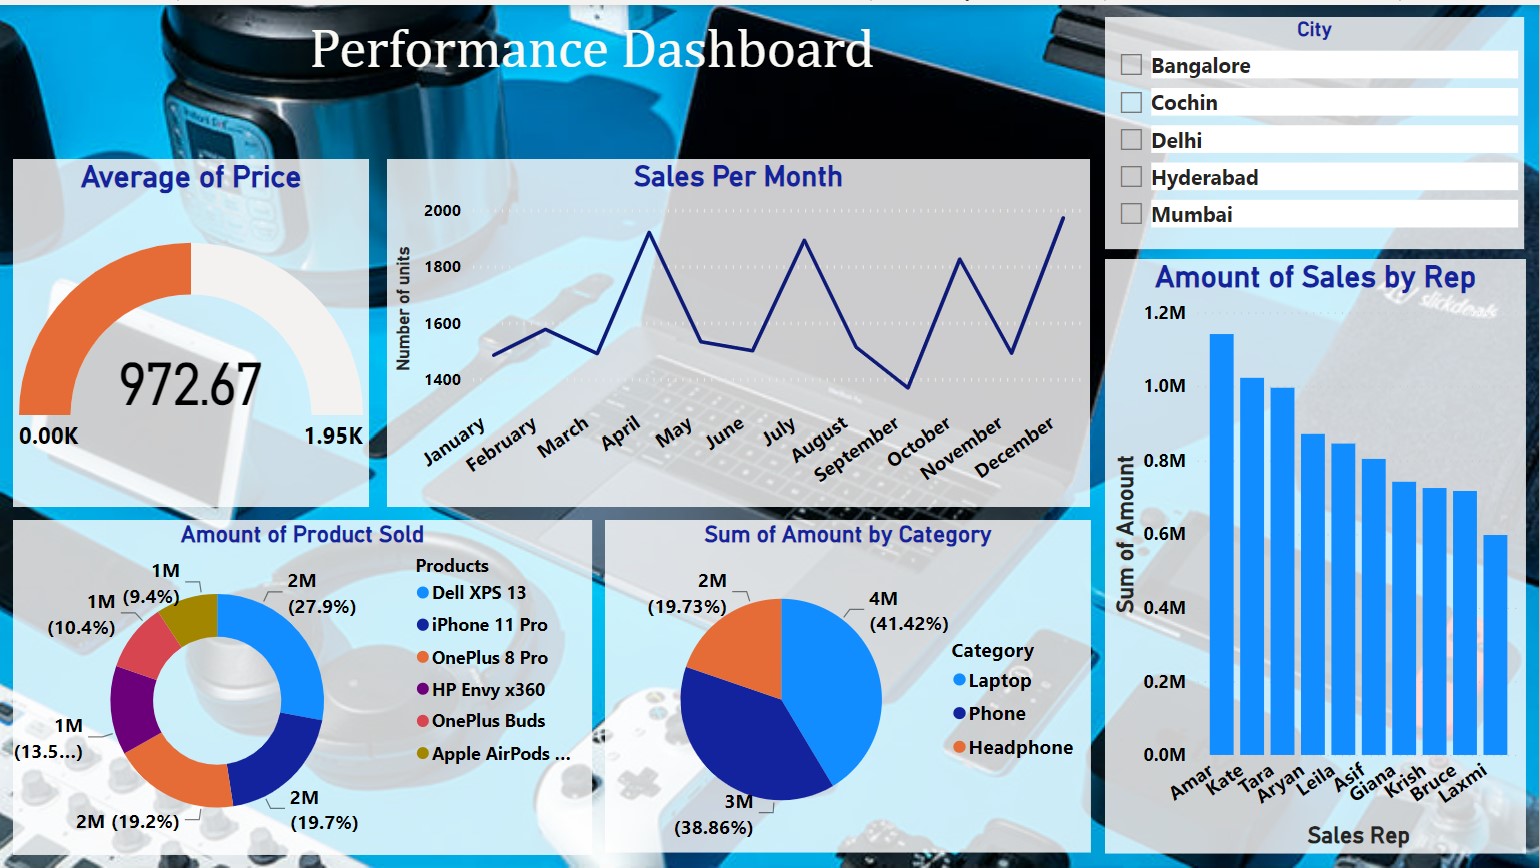 Performance Dashboard
City
Bangalore
Cochin
Delhi
Hyderabad
Mumbai
Average of Price
972.67
0.00K
1.95K
Sales Per Month
Number of units
2000
1800
1600
1400
January
February
March
April
May
June
July
August
September
October
November
December
Amount of Sales by Rep
slickdeals
Sum of Amount
1.2M
1.0M
0.8M
0.6M
0.4M
0.2M
0.0M
Amar
Kate
Tara
Aryan
Leila
Asif
Giana
Krish
Bruce
Laxmi
Sales Rep
Amount of Product Sold
2M
(27.9%)
2M
(19.7%)
2M (19.2%)
1M
(13.5...)
1M
(10.4%)
1M
(9.4%)
Products
Dell XPS 13
iPhone 11 Pro
OnePlus 8 Pro
HP Envy x360
OnePlus Buds
Apple AirPods ...
Sum of Amount by Category
4M
(41.42%)
3M
(38.86%)
2M
(19.73%)
Category
Laptop
Phone
Headphone